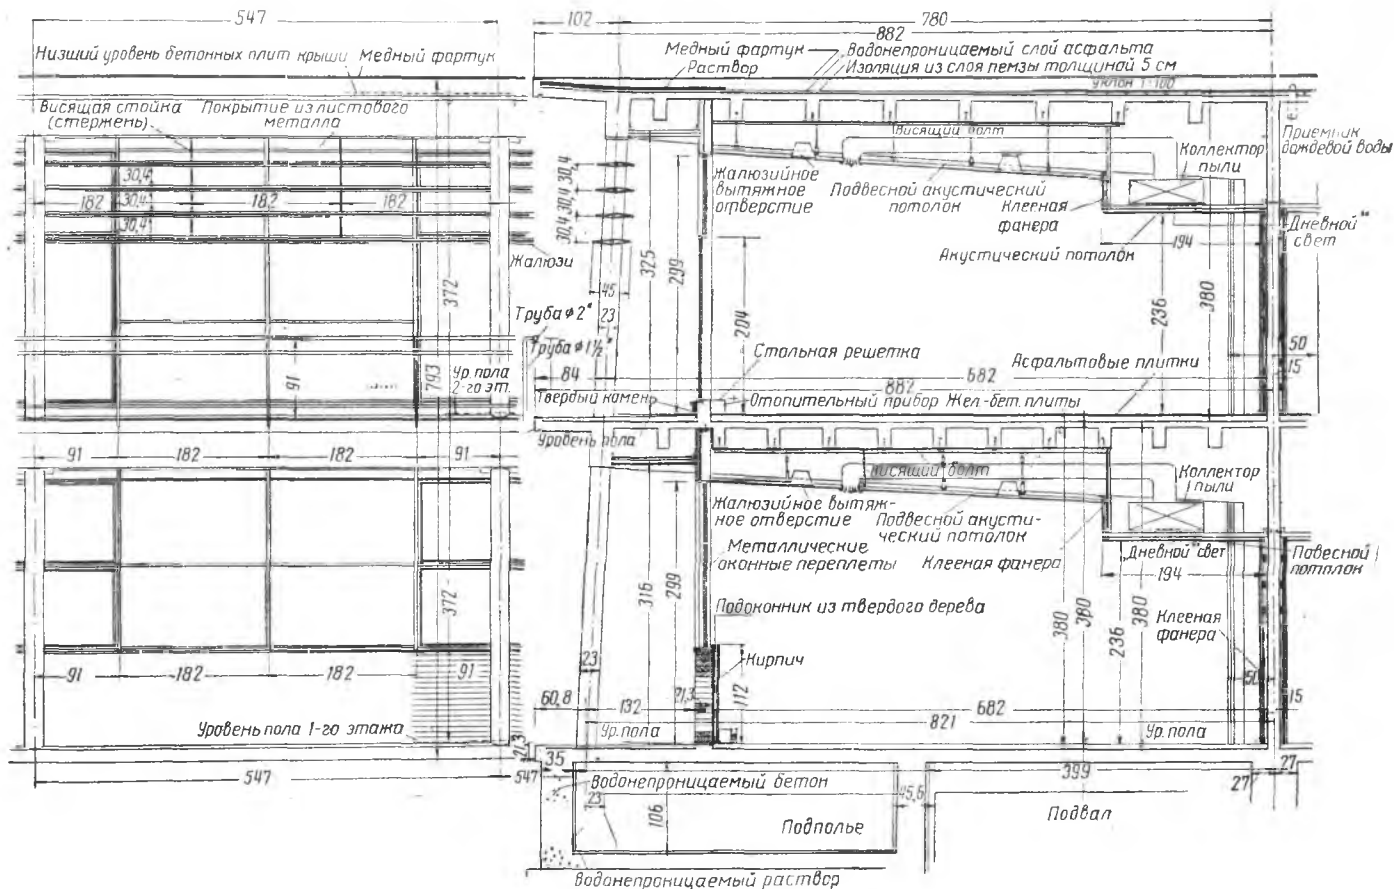 547
102
780
882
Низший уровень бетонных плит крыши
Медный фартук
Медный фартук
Водонепроницаемый слой асфальта
Раствор
Изоляция из слоя пемзы толщиной 5 см
уклон 1:100
Висящая стойка
(стержень)
Покрытие из листового
металла
Висящий болт
Приемник
дождевой воды
Коллектор
пыли
Жалюзийное
вытяжное
отверстие
Подвесной акустический
потолок
Клееная
фанера
30,4
30,4
30,4
182
182
182
30,4
30,4
30,4
Жалюзи
194
Акустический потолок
„Дневной“
свет
372
45
325
299
236
380
Труба ф 2"
23
204
Труба ф 1½"
Стальная решетка
Асфальтовые плитки
50
15
91
793
Ур. пола
2-го эт.
84
682
882
Твердый камень
Отопительный прибор
Жел-бет. плиты
Уровень пола
91
182
182
91
Висящий болт
Коллектор
пыли
Жалюзийное вытяж-
ное отверстие
Подвесной акусти-
ческий потолок
Металлические
оконные переплеты
Клееная фанера
„Дневной“ свет
Павесной
потолок
194
372
316
299
Подоконник из твердого дерева
380
380
236
380
Клееная
фанера
91
182
182
91
23
Кирпич
112
50
60,8
132
21,3
682
821
15
Уровень пола 1-го этажа
Ур. пола
Ур. пола
21,3
547
547
35
399
27
27
Водонепроницаемый бетон
23
106
45,6
Подполье
Подвал
Водонепроницаемый раствор